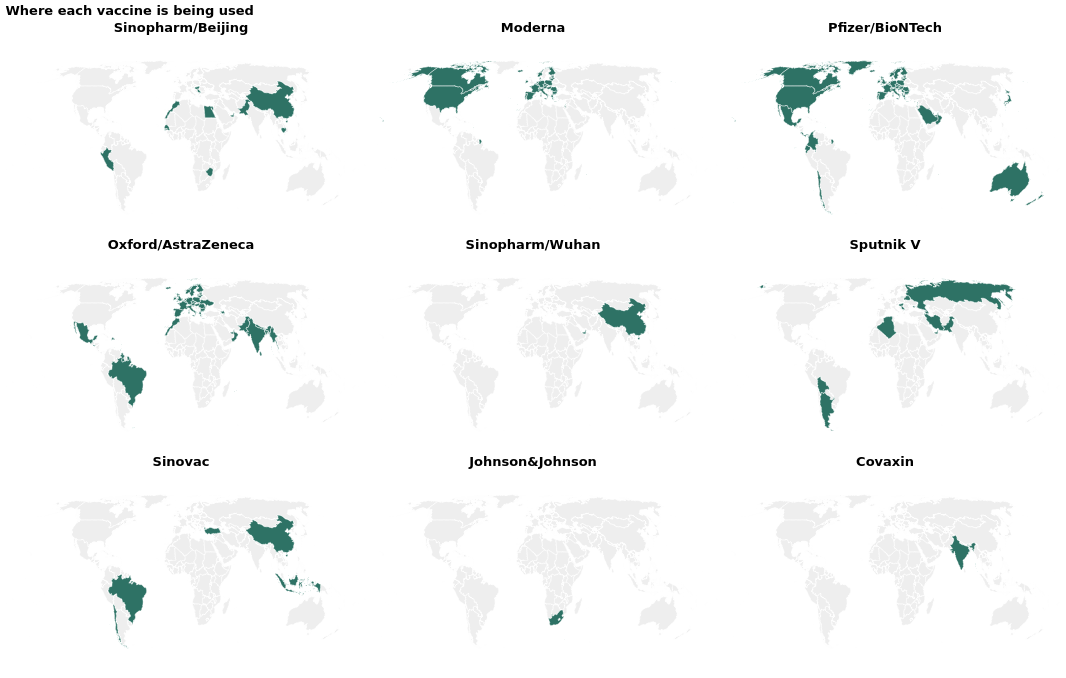 Where each vaccine is being used
Sinopharm/Beijing
Moderna
Pfizer/BioNTech
Oxford/AstraZeneca
Sinopharm/Wuhan
Sputnik V
Sinovac
Johnson&Johnson
Covaxin